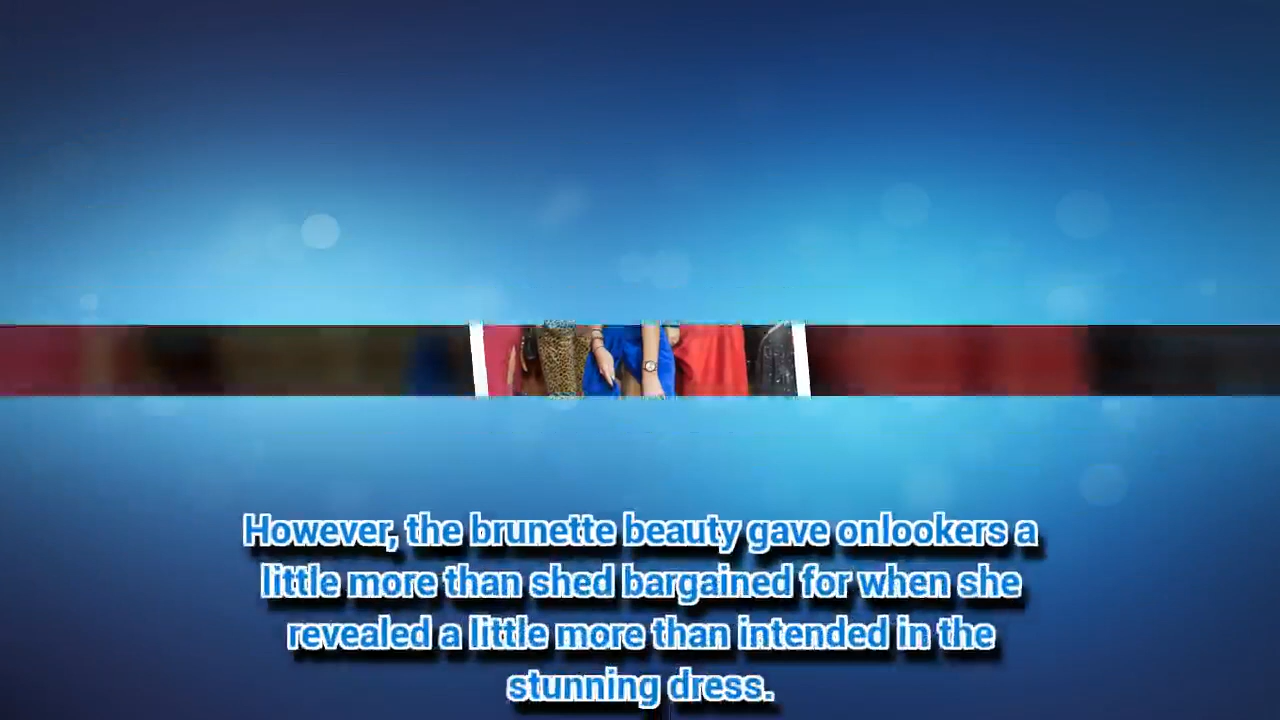 However, the brunette beauty gave onlookers a
little more than shed bargained for when she
revealed a little more than intended in the
stunning dress.